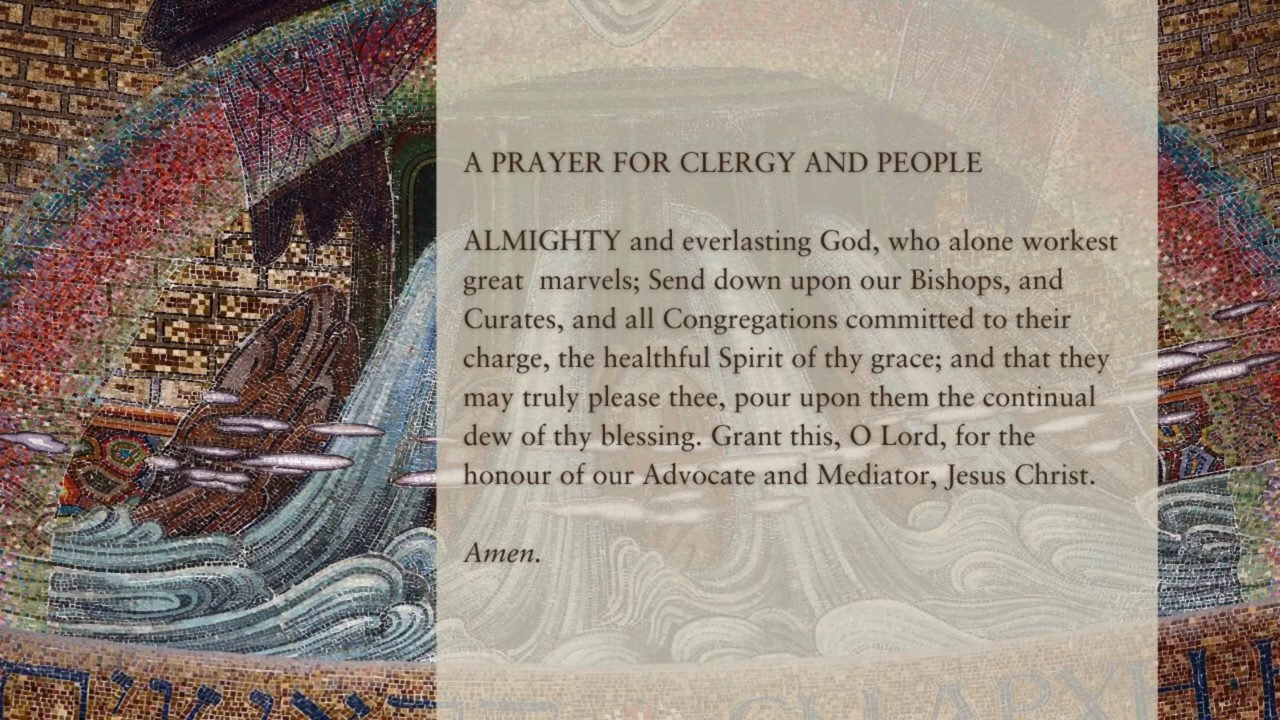 A PRAYER FOR CLERGY AND PEOPLE
ALMIGHTY and everlasting God, who alone workest
great  marvels; Send down upon our Bishops, and
Curates, and all Congregations committed to their
charge, the healthful Spirit of thy grace; and that they
may truly please thee, pour upon them the continual
dew of thy blessing. Grant this, O Lord, for the
honour of our Advocate and Mediator, Jesus Christ.
Amen.